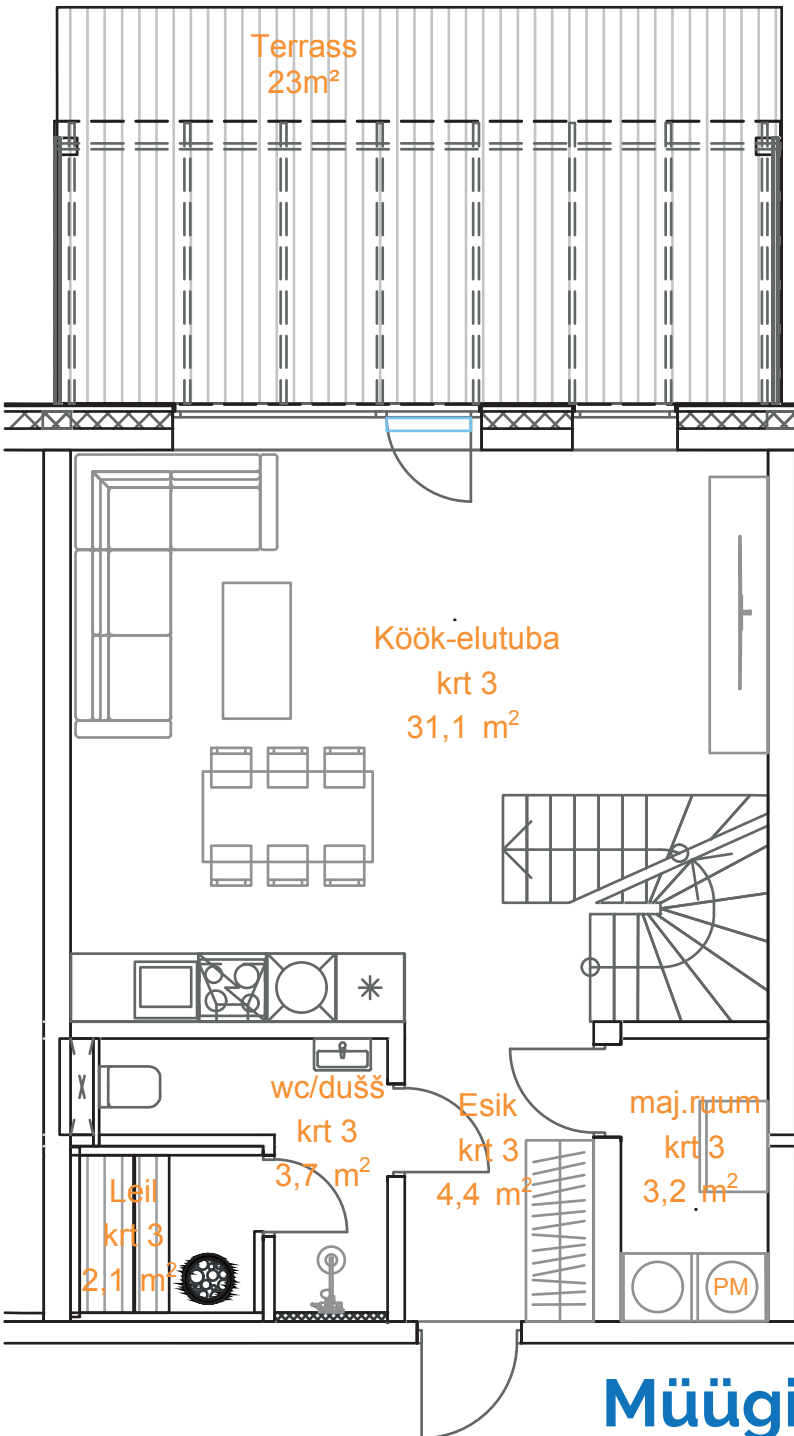 Terrass
23m²
Köök-elutuba
krt 3
31,1 m²
wc/dušš
krt 3
3,7 m²
Esik
krt 3
4,4 m²
maj.ruum
krt 3
3,2 m²
Leil
krt 3
2,1 m²
PM
Müügi